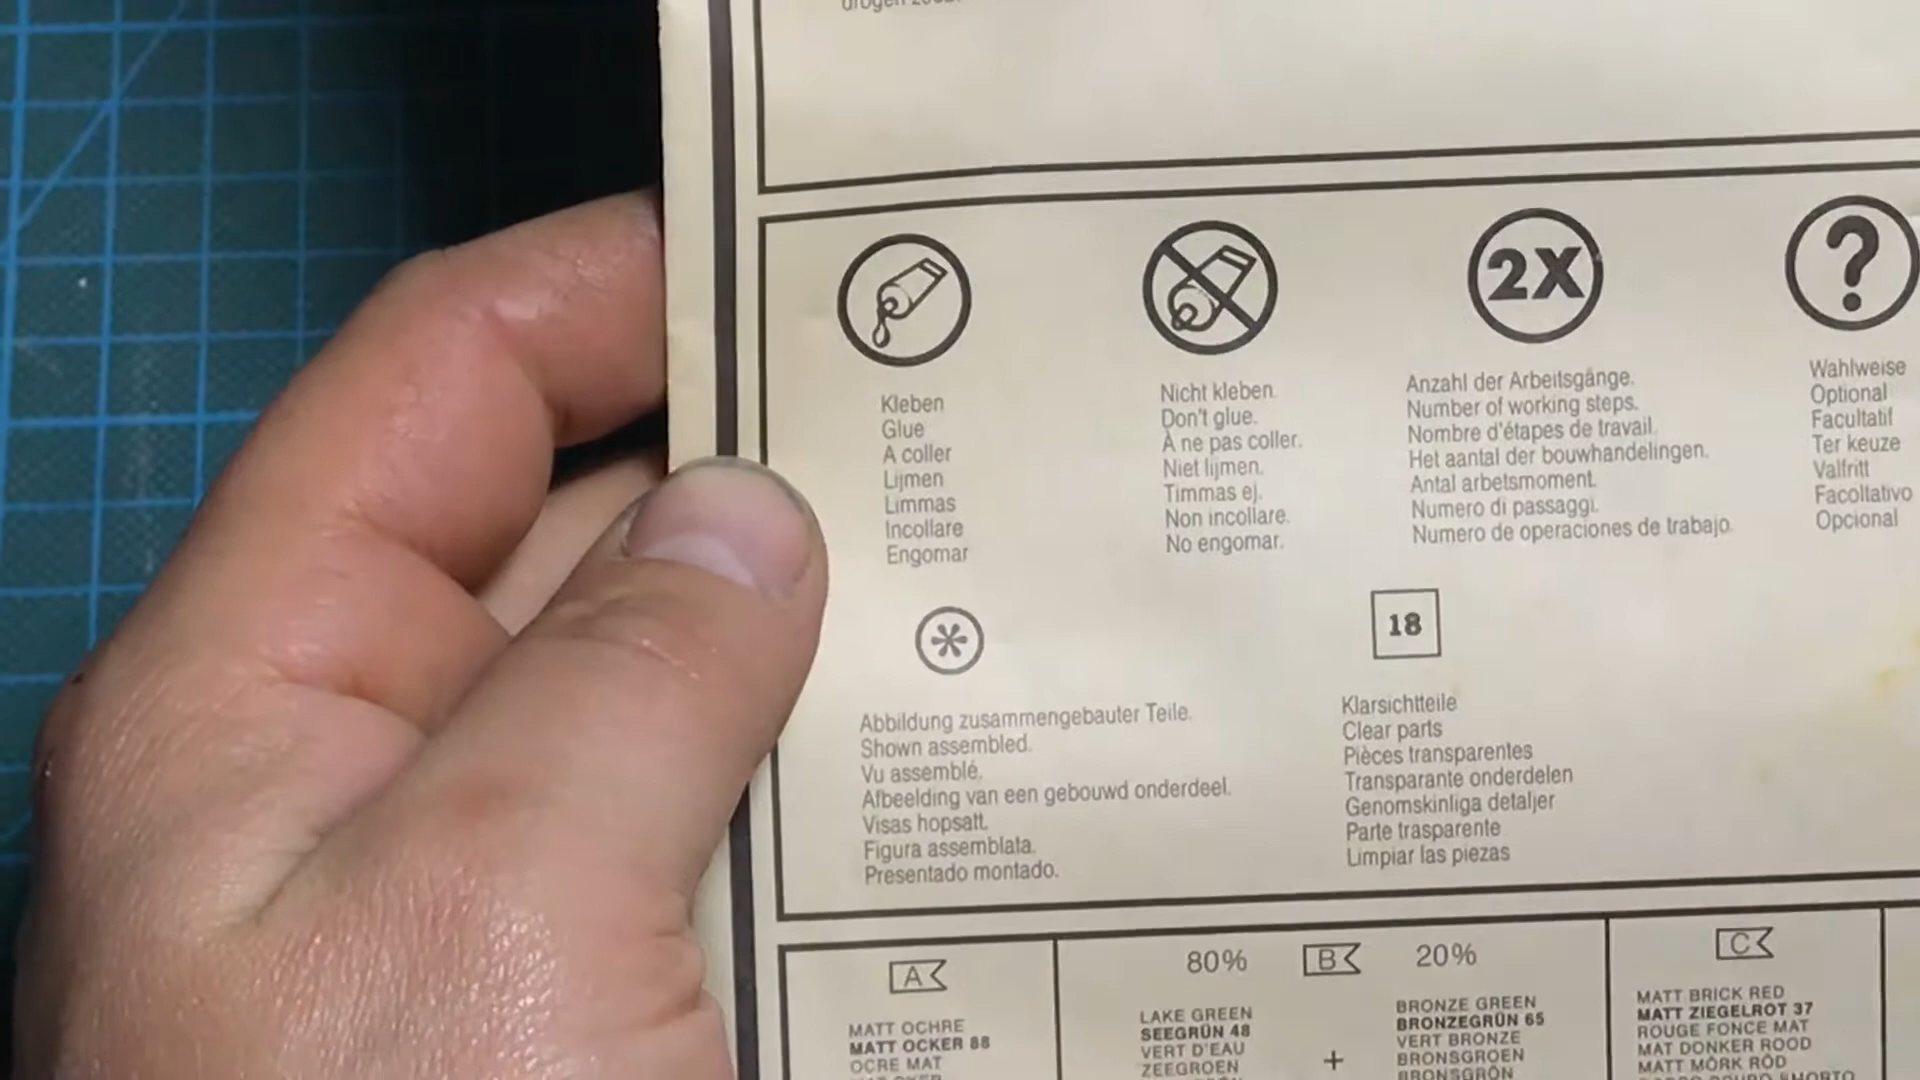 2X
?
Kleben
Glue
A coller
Lijmen
Limmas
Incollare
Engomar
Nicht kleben.
Don't glue.
À ne pas coller.
Niet lijmen.
Timmas ej.
Non incollare.
No engomar.
Anzahl der Arbeitsgänge.
Number of working steps.
Nombre d'étapes de travail.
Het aantal der bouwhandelingen.
Antal arbetsmoment.
Numero di passaggi.
Numero de operaciones de trabajo.
Wahlweise
Optional
Facultatif
Ter keuze
Valfritt
Facoltativo
Opcional
*
18
Abbildung zusammengebauter Teile.
Shown assembled.
Vu assemblé.
Afbeelding van een gebouwd onderdeel.
Visas hopsatt.
Figura assemblata.
Presentado montado.
Klarsichtteile
Clear parts
Pièces transparentes
Transparante onderdelen
Genomskinliga detaljer
Parte trasparente
Limpiar las piezas
A
MATT OCHRE
MATT OCKER 88
OCRE MAT
80% B 20%
LAKE GREEN
SEEGRÜN 48
VERT D'EAU
ZEEGROEN
+
BRONZE GREEN
BRONZEGRÜN 65
VERT BRONZE
BRONSGROEN
BRONSGRÖN
C
MATT BRICK RED
MATT ZIEGELROT 37
ROUGE FONCE MAT
MAT DONKER ROOD
MATT MÖRK RÖD